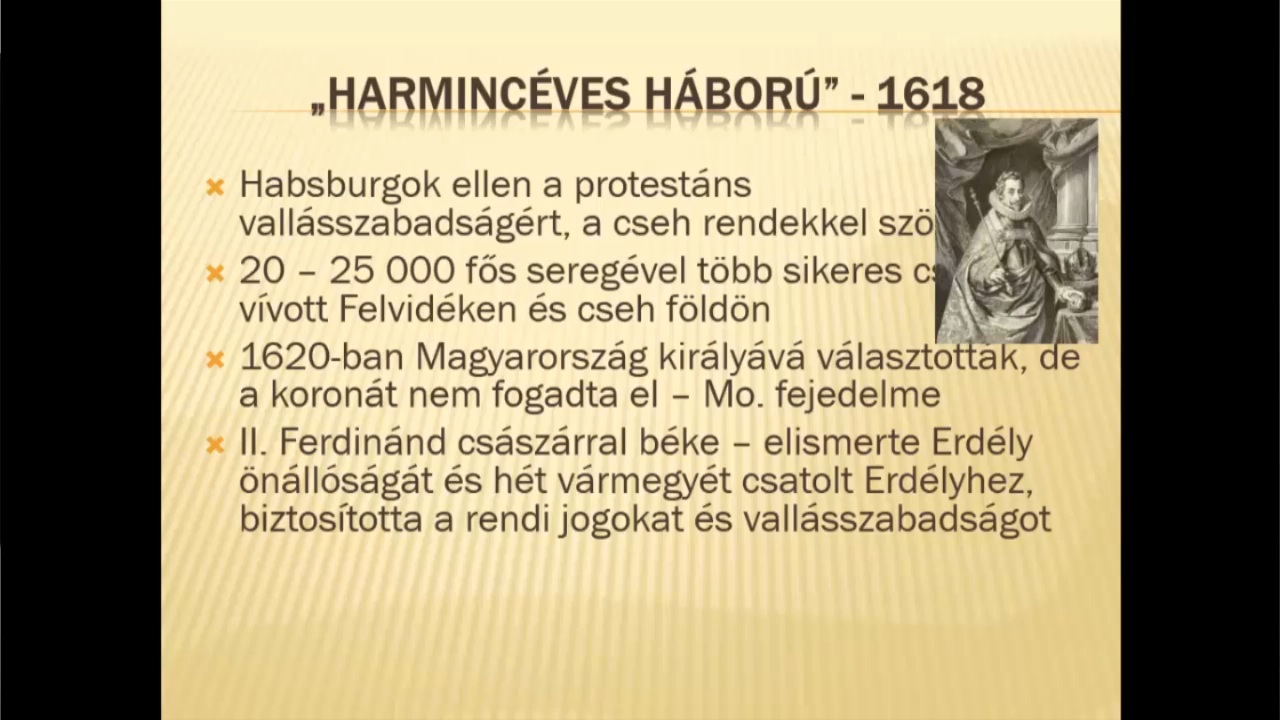 „HARMINCÉVES HÁBORÚ” - 1618
Habsburgok ellen a protestáns
vallásszabadságért, a cseh rendekkel szö
20 – 25 000 fős seregével több sikeres
vívott Felvidéken és cseh földön
1620-ban Magyarország királyává választották, de
a koronát nem fogadta el – Mo. fejedelme
II. Ferdinánd császárral béke – elismerte Erdély
önállóságát és hét vármegyét csatolt Erdélyhez,
biztosította a rendi jogokat és vallásszabadságot